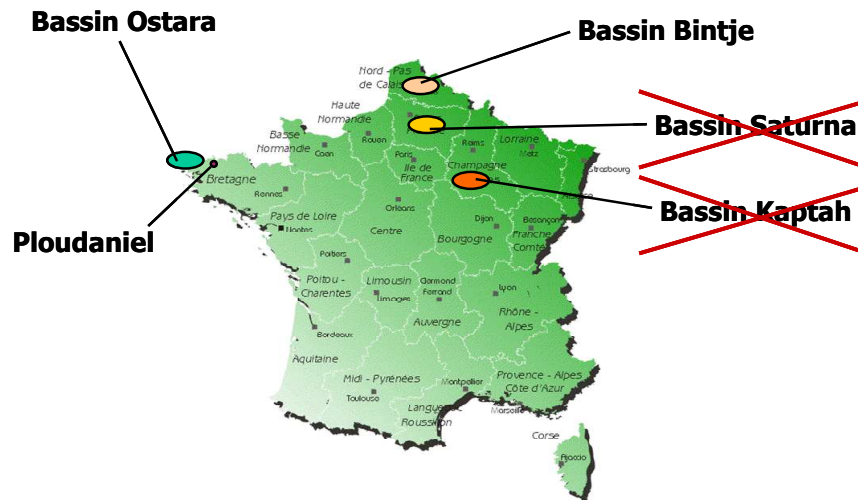 Bassin Ostara
Bassin Bintje
Nord - Pas
de Calais
Bassin Saturna
Haute
Normandie
Basse
Normandie
Rouen
Caen
Lorraine
Reims
Metz
Paris
Ile de
France
Champagne
Strasbourg
Bretagne
Rennes
Bassin Kaptah
Ploudaniel
Pays de Loire
Nantes
Orléans
Centre
Dijon
Bourgogne
Besançon
Franche
Comté
Poitiers
Poitou -
Charentes
Limousin
Limoges
Clermond
Ferrand
Auvergne
Lyon
Rhône -
Alpes
Bordeaux
Aquitaine
Midi - Pyrénées
Toulouse
Montpellier
Provence - Alpes
Côte d'Azur
Marseille
Roussillon
Corse
Ajaccio